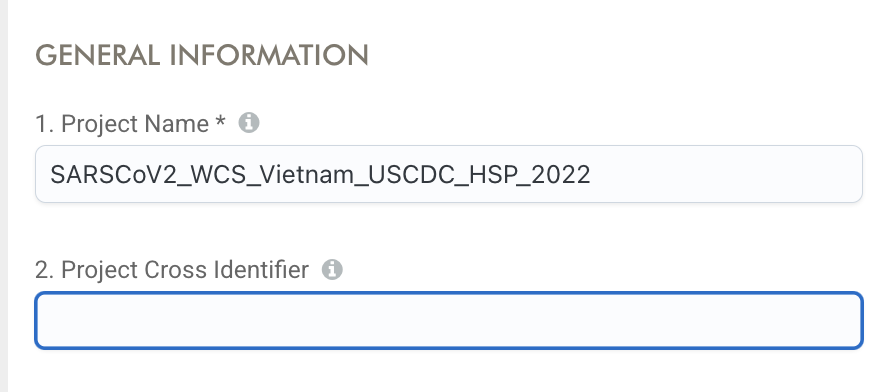 GENERAL INFORMATION
1. Project Name *
SARSCoV2_WCS_Vietnam_USCDC_HSP_2022
2. Project Cross Identifier